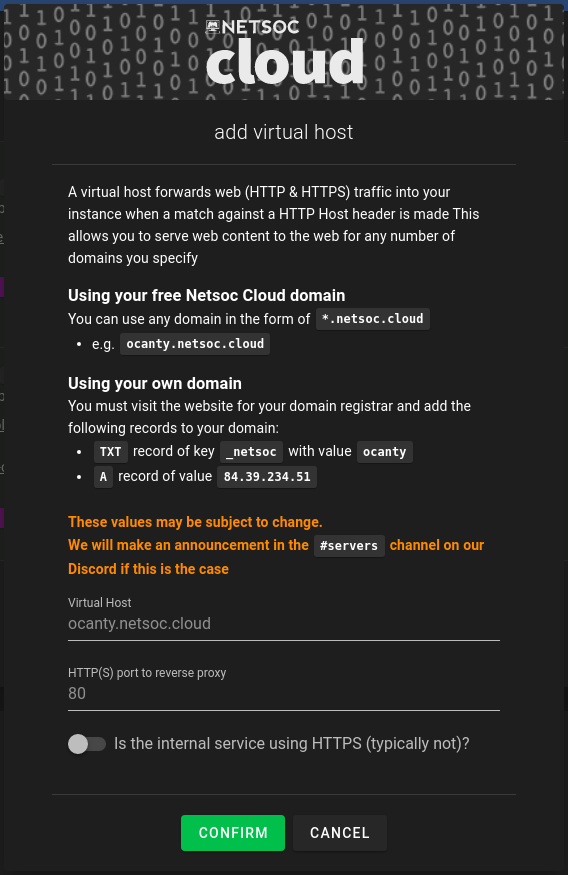 NETSOC
cloud
add virtual host
A virtual host forwards web (HTTP & HTTPS) traffic into your
instance when a match against a HTTP Host header is made This
allows you to serve web content to the web for any number of
domains you specify
Using your free Netsoc Cloud domain
You can use any domain in the form of *.netsoc.cloud
• e.g. ocanty.netsoc.cloud
Using your own domain
You must visit the website for your domain registrar and add the
following records to your domain:
• TXT record of key _netsoc with value ocanty
• A record of value 84.39.234.51
These values may be subject to change.
We will make an announcement in the #servers channel on our
Discord if this is the case
Virtual Host
ocanty.netsoc.cloud
HTTP(S) port to reverse proxy
80
Is the internal service using HTTPS (typically not)?
CONFIRM CANCEL